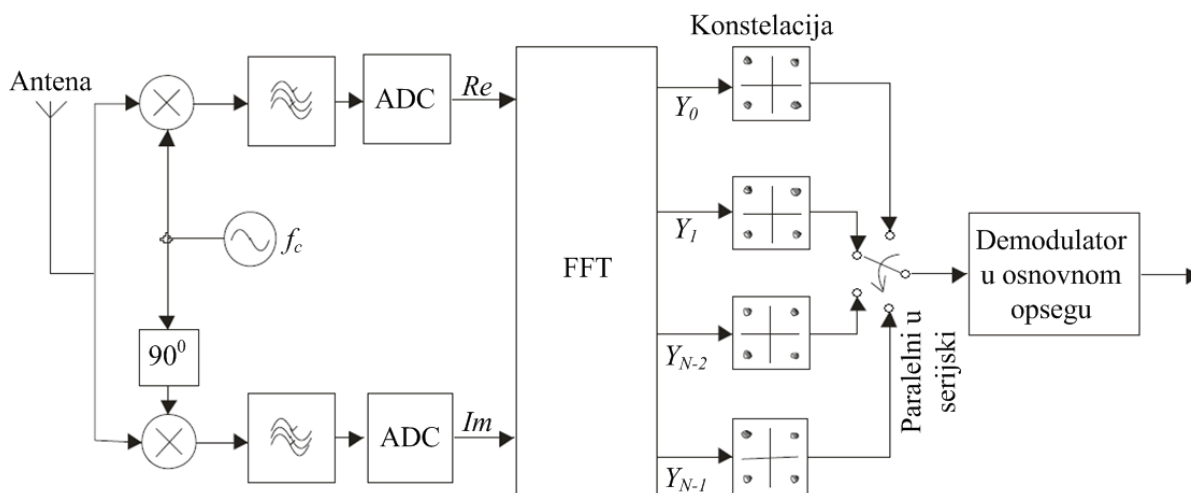 Konstelacija
Antena
ADC
Re
Y0
fc
Y1
FFT
Demodulator
u osnovnom
opsegu
90⁰
YN-2
Paralelni u
serijski
ADC
Im
YN-1